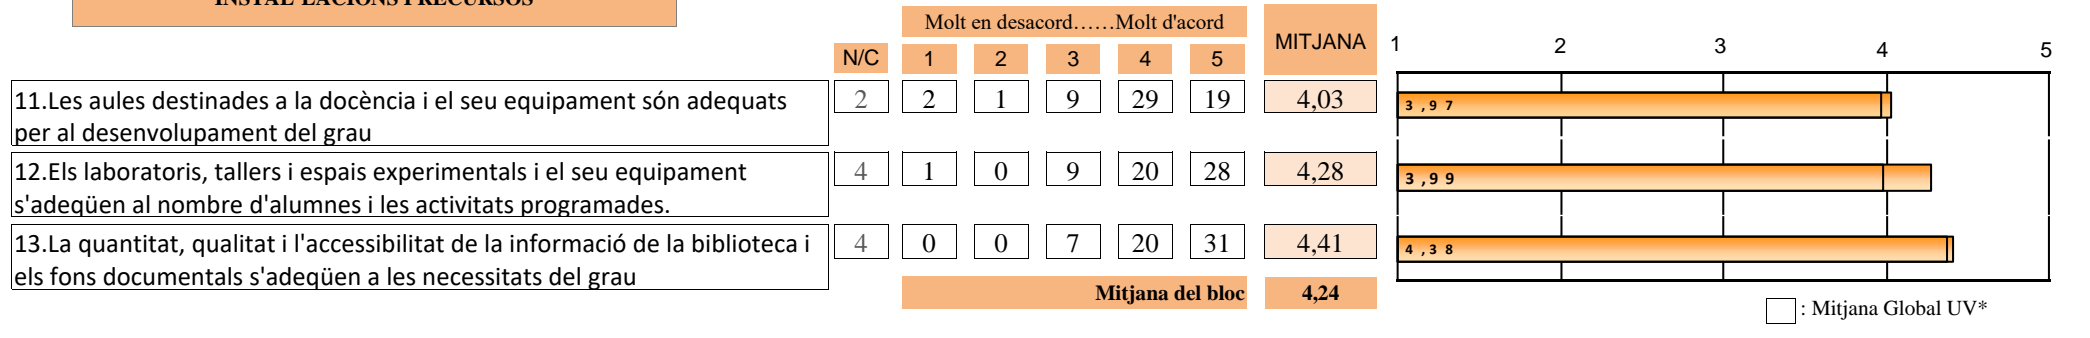 INSTAL·LACIONS I RECURSOS
Molt en desacord……Molt d'acord
MITJANA
N/C 1 2 3 4 5
1 2 3 4 5
11.Les aules destinades a la docència i el seu equipament són adequats
per al desenvolupament del grau
2 2 1 9 29 19 4,03
3,97
12.Els laboratoris, tallers i espais experimentals i el seu equipament
s'adeqüen al nombre d'alumnes i les activitats programades.
4 1 0 9 20 28 4,28
3,99
13.La quantitat, qualitat i l'accessibilitat de la informació de la biblioteca i
els fons documentals s'adeqüen a les necessitats del grau
4 0 0 7 20 31 4,41
4,38
Mitjana del bloc 4,24
: Mitjana Global UV*